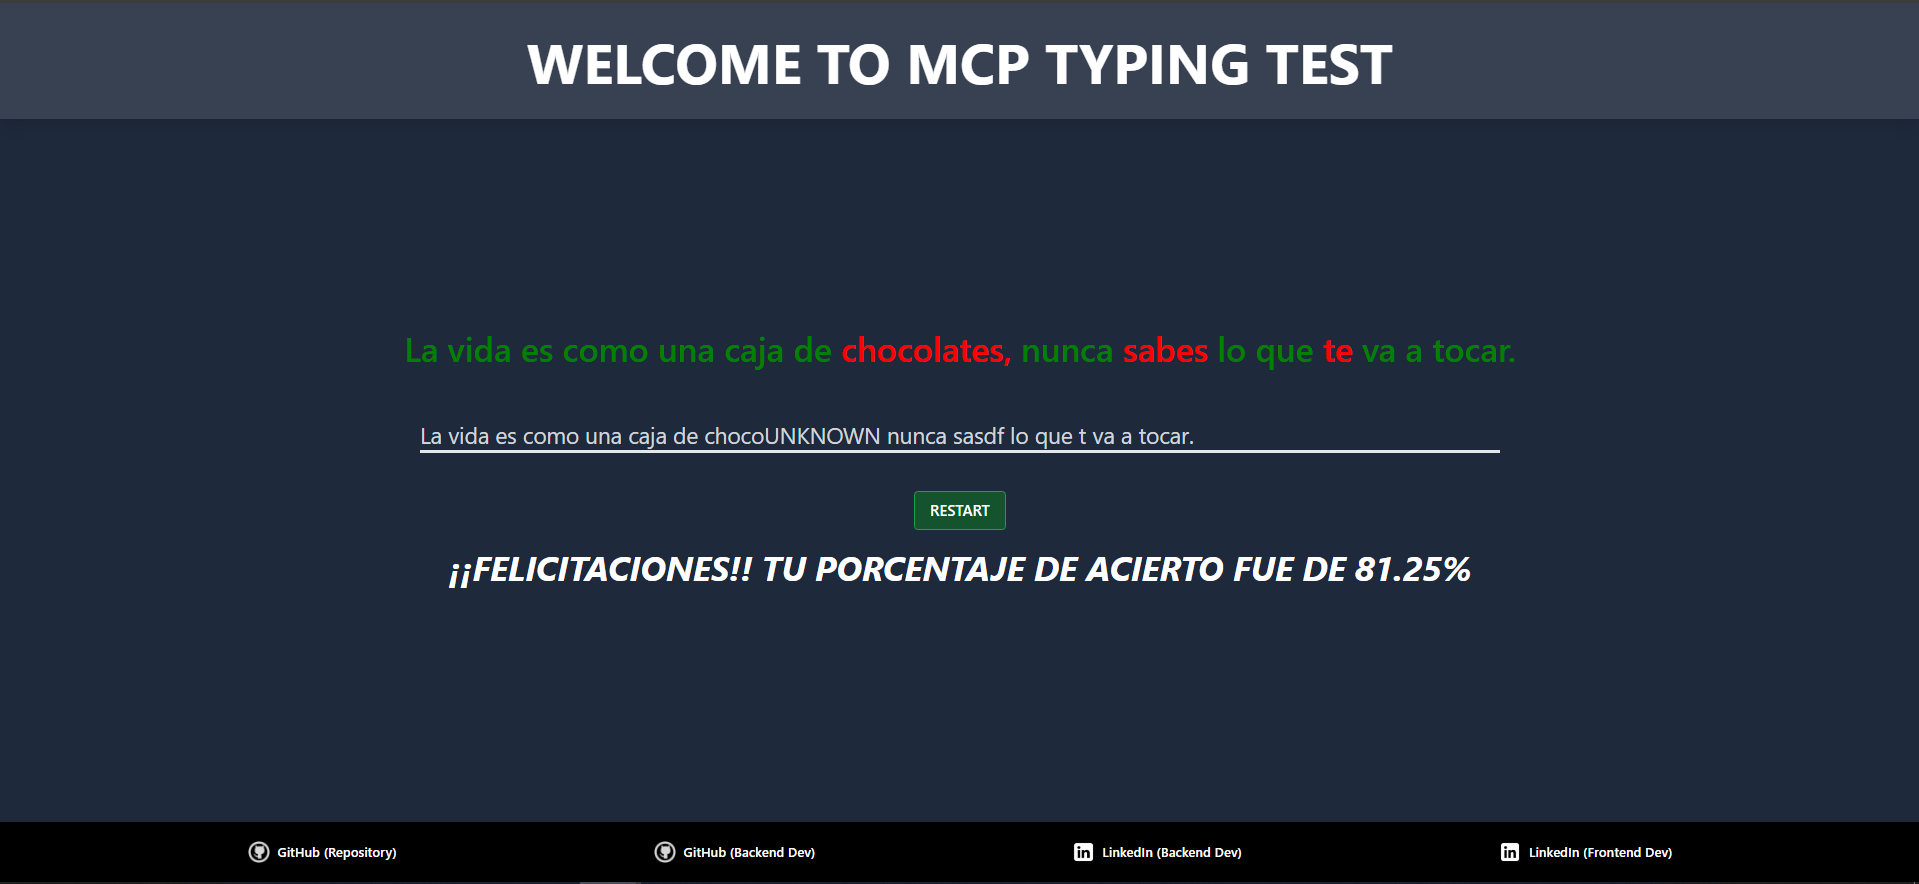 WELCOME TO MCP TYPING TEST
La vida es como una caja de chocolates, nunca sabes lo que te va a tocar.
La vida es como una caja de chocoUNKNOWN nunca sasdf lo que t va a tocar.
RESTART
¡¡FELICITACIONES!! TU PORCENTAJE DE ACIERTO FUE DE 81.25%
GitHub (Repository)
GitHub (Backend Dev)
LinkedIn (Backend Dev)
LinkedIn (Frontend Dev)